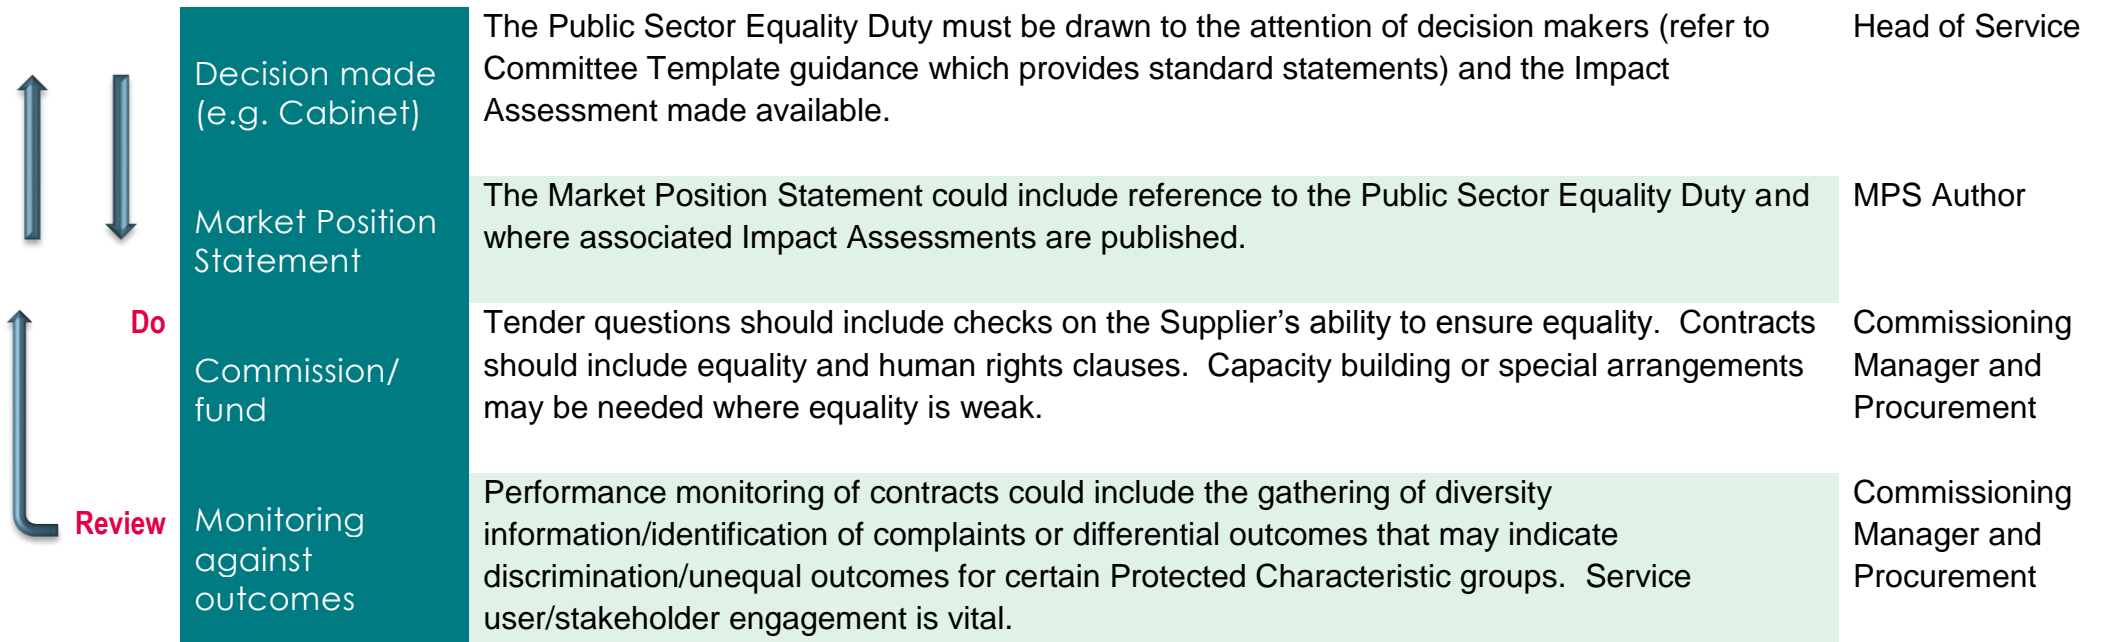 Decision made
(e.g. Cabinet)
The Public Sector Equality Duty must be drawn to the attention of decision makers (refer to
Committee Template guidance which provides standard statements) and the Impact
Assessment made available.
Head of Service
Market Position
Statement
The Market Position Statement could include reference to the Public Sector Equality Duty and
where associated Impact Assessments are published.
MPS Author
Do
Commission/
fund
Tender questions should include checks on the Supplier’s ability to ensure equality.  Contracts
should include equality and human rights clauses.  Capacity building or special arrangements
may be needed where equality is weak.
Commissioning
Manager and
Procurement
Review
Monitoring
against
outcomes
Performance monitoring of contracts could include the gathering of diversity
information/identification of complaints or differential outcomes that may indicate
discrimination/unequal outcomes for certain Protected Characteristic groups.  Service
user/stakeholder engagement is vital.
Commissioning
Manager and
Procurement